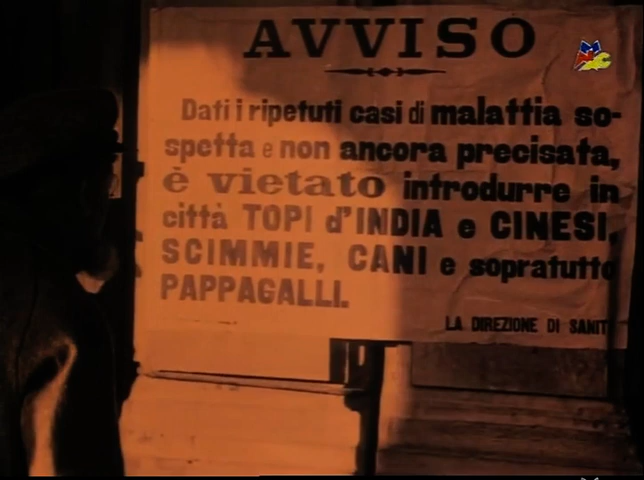 AVVISO
Dati i ripetuti casi di malattia so-
spetta e non ancora precisata,
è vietato introdurre in
città TOPI d'INDIA e CINESI,
SCIMMIE, CANI e sopratutto
PAPPAGALLI.
LA DIREZIONE DI SANIT